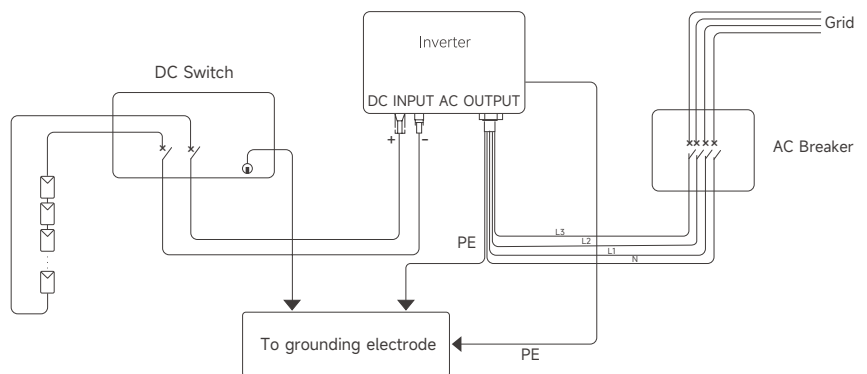 Grid
Inverter
DC Switch
DC INPUT AC OUTPUT
+ -
AC Breaker
L3
PE
L2
L1
N
To grounding electrode
PE